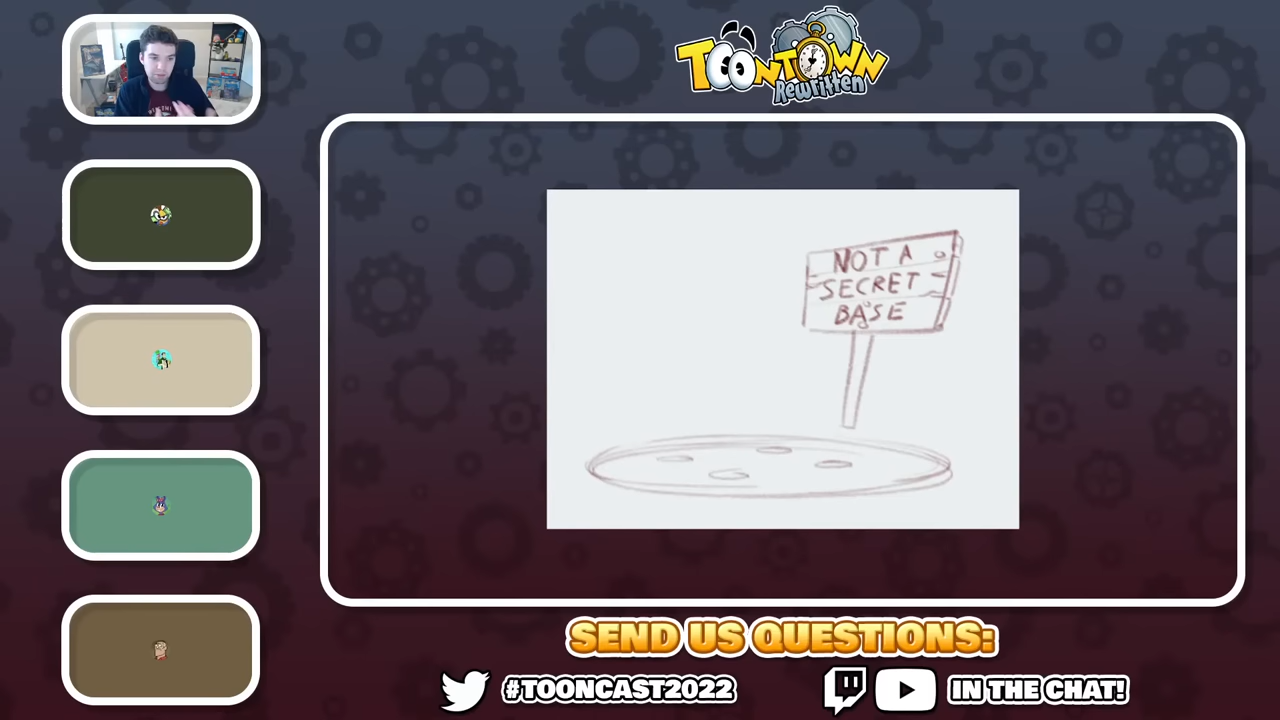 TOONTOWN
Rewritten
NOT A
SECRET
BASE
SEND US QUESTIONS:
#TOONCAST2022
IN THE CHAT!